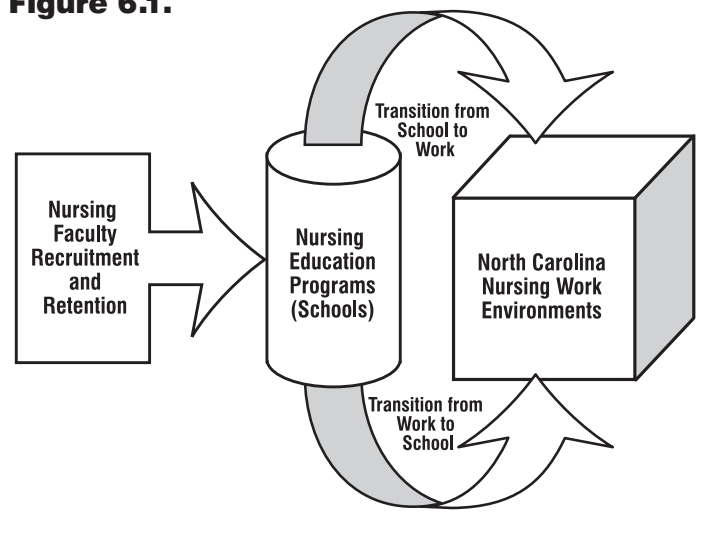 Figure 6.1.
Transition from
School to
Work
Nursing
Faculty
Recruitment
and
Retention
Nursing
Education
Programs
(Schools)
North Carolina
Nursing Work
Environments
Transition from
Work to
School